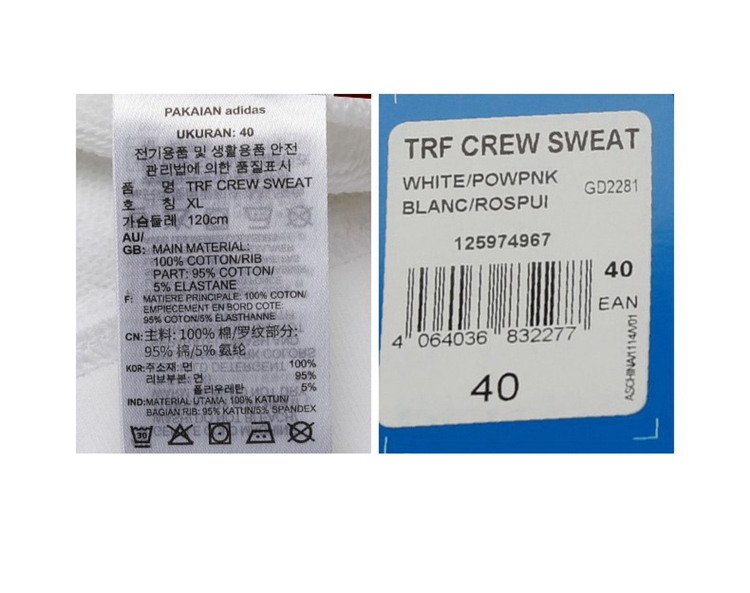 PAKAIAN adidas
UKURAN: 40
전기용품 및 생활용품 안전
관리법에 의한 품질표시
품 명 TRF CREW SWEAT
호 칭 XL
가슴둘레 120cm
AU/
GB: MAIN MATERIAL:
100% COTTON/RIB
PART: 95% COTTON/
5% ELASTANE
F: MATIERE PRINCIPALE: 100% COTON/
EMPIECEMENT EN BORD COTE:
95% COTON/5% ELASTHANNE
CN: 主料: 100% 棉/罗纹部分:
95% 棉/5% 氨纶
KOR: 주소재: 면 100%
리브부분: 면 95%
폴리우레탄 5%
IND: MATERIAL UTAMA: 100% KATUN/
BAGIAN RIB: 95% KATUN/5% SPANDEX
30
TRF CREW SWEAT
WHITE/POWPNK GD2281
BLANC/ROSPUI
125974967
40
EAN
4 064036 832277
40